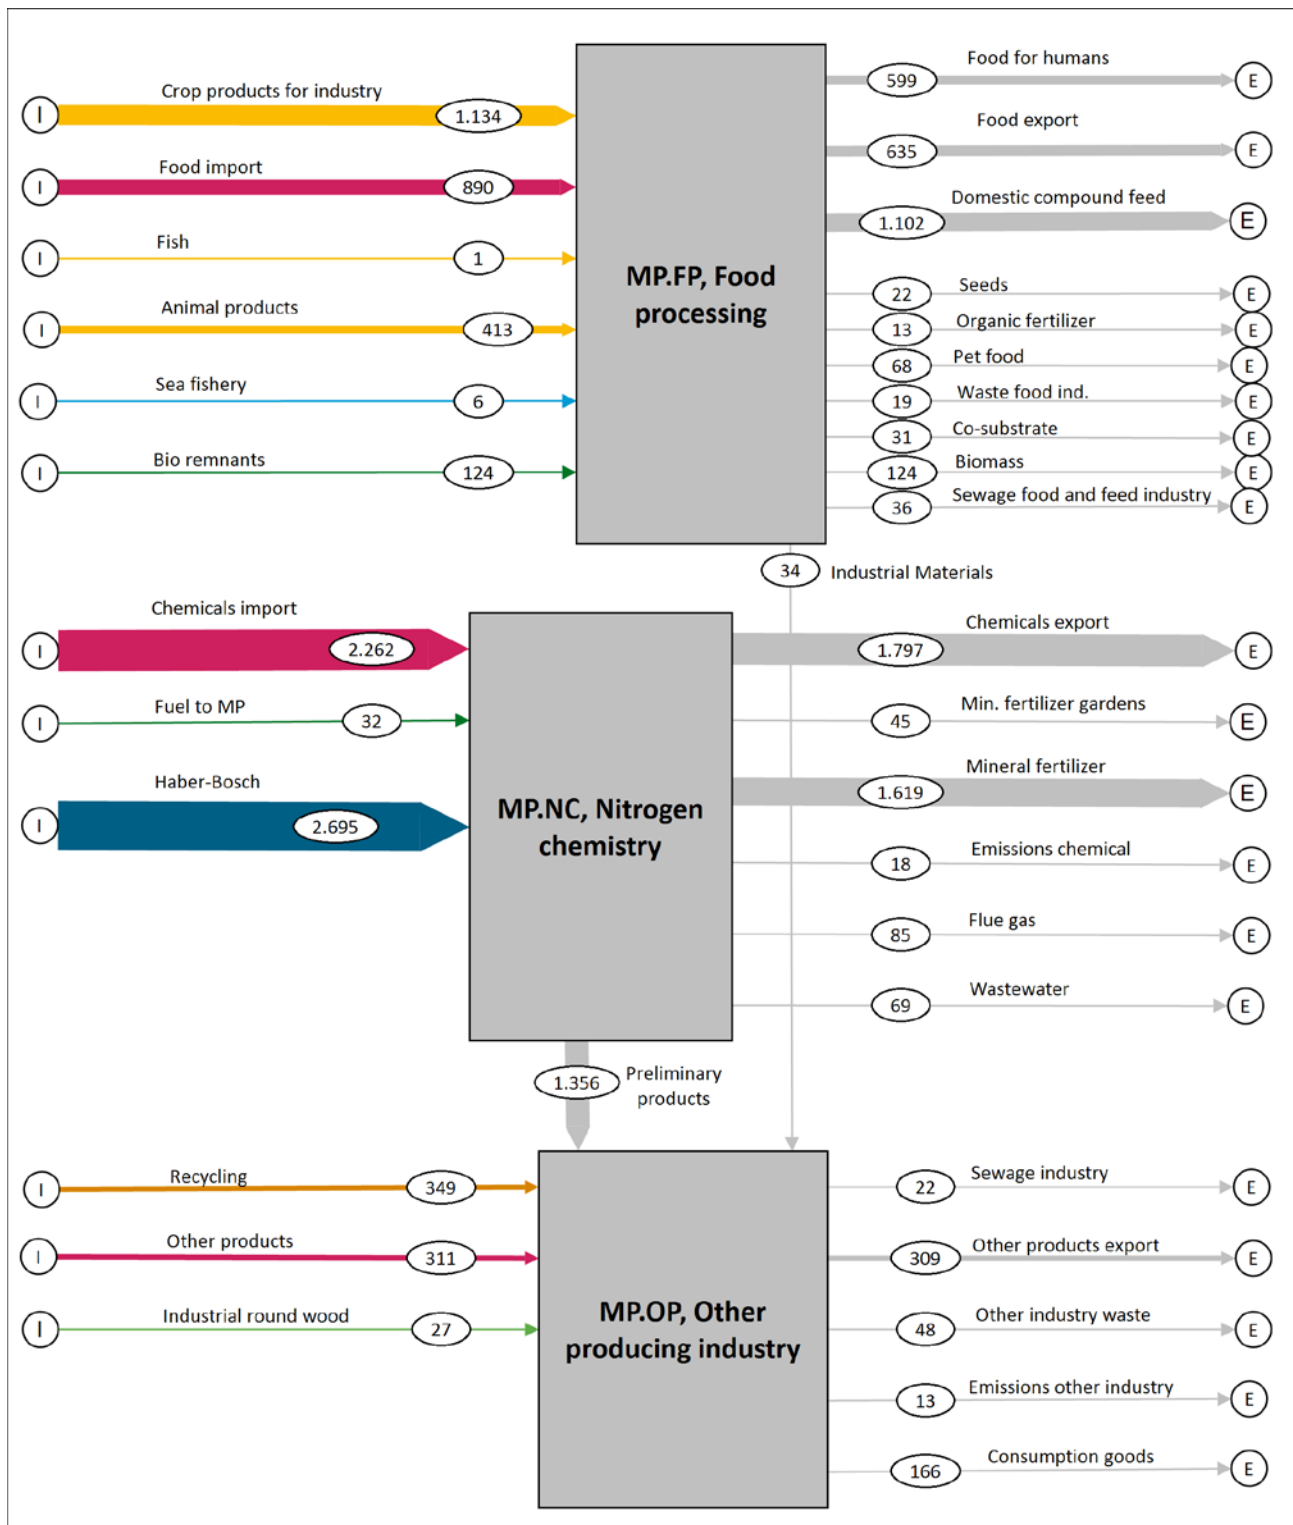 Crop products for industry
I
1.134
Food import
I
890
Fish
I
1
Animal products
I
413
Sea fishery
I
6
Bio remnants
I
124
MP.FP, Food
processing
Food for humans
599
E
Food export
635
E
Domestic compound feed
1.102
E
Seeds
22
E
Organic fertilizer
13
E
Pet food
68
E
Waste food ind.
19
E
Co-substrate
31
E
Biomass
124
E
Sewage food and feed industry
36
E
34
Industrial Materials
Chemicals import
I
2.262
Fuel to MP
I
32
Haber-Bosch
I
2.695
MP.NC, Nitrogen
chemistry
Chemicals export
1.797
E
Min. fertilizer gardens
45
E
Mineral fertilizer
1.619
E
Emissions chemical
18
E
Flue gas
85
E
Wastewater
69
E
1.356
Preliminary
products
Recycling
I
349
Other products
I
311
Industrial round wood
I
27
MP.OP, Other
producing industry
Sewage industry
22
E
Other products export
309
E
Other industry waste
48
E
Emissions other industry
13
E
Consumption goods
166
E